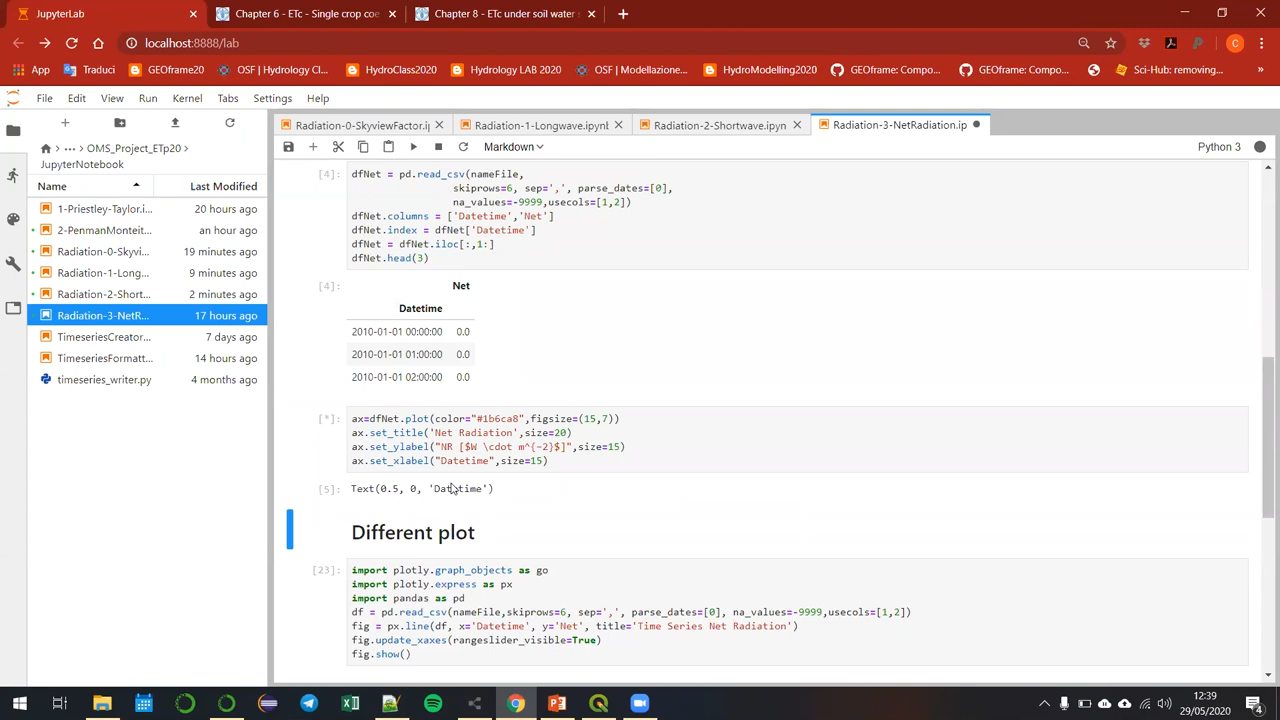 JupyterLab
Chapter 6 - ETc - Single crop coe
Chapter 8 - ETc under soil water
localhost:8888/lab
App
Traduci
GEOframe20
OSF | Hydrology Cl...
HydroClass2020
Hydrology LAB 2020
OSF | Modellazione...
HydroModelling2020
GEOframe: Compo...
GEOframe: Compo...
Sci-Hub: removing...
»
File Edit View Run Kernel Tabs Settings Help
Radiation-0-SkyviewFactor.ip
Radiation-1-Longwave.ipynb
Radiation-2-Shortwave.ipynb
Radiation-3-NetRadiation.ip
Markdown
Python 3
... OMS_Project_ETp20 >
JupyterNotebook
Name Last Modified
1-Priestley-Taylor.i... 20 hours ago
2-PenmanMonteit... an hour ago
Radiation-0-Skyvi... 19 minutes ago
Radiation-1-Long... 9 minutes ago
Radiation-2-Short... 2 minutes ago
Radiation-3-NetR... 17 hours ago
TimeseriesCreator... 7 days ago
TimeseriesFormatt... 14 hours ago
timeseries_writer.py 4 months ago
[4]: dfNet = pd.read_csv(nameFile,
skiprows=6, sep=',', parse_dates=[0],
na_values=-9999,usecols=[1,2])
dfNet.columns = ['Datetime','Net']
dfNet.index = dfNet['Datetime']
dfNet = dfNet.iloc[:,1:]
dfNet.head(3)
[4]: Net
Datetime
2010-01-01 00:00:00 0.0
2010-01-01 01:00:00 0.0
2010-01-01 02:00:00 0.0
[*]: ax=dfNet.plot(color="#1b6ca8",figsize=(15,7))
ax.set_title('Net Radiation',size=20)
ax.set_ylabel("NR [$W \cdot m^{-2}$]",size=15)
ax.set_xlabel("Datetime",size=15)
[5]: Text(0.5, 0, 'Datetime')
Different plot
[23]: import plotly.graph_objects as go
import plotly.express as px
import pandas as pd
df = pd.read_csv(nameFile,skiprows=6, sep=',', parse_dates=[0], na_values=-9999,usecols=[1,2])
fig = px.line(df, x='Datetime', y='Net', title='Time Series Net Radiation')
fig.update_xaxes(rangeslider_visible=True)
fig.show()
12:39
29/05/2020